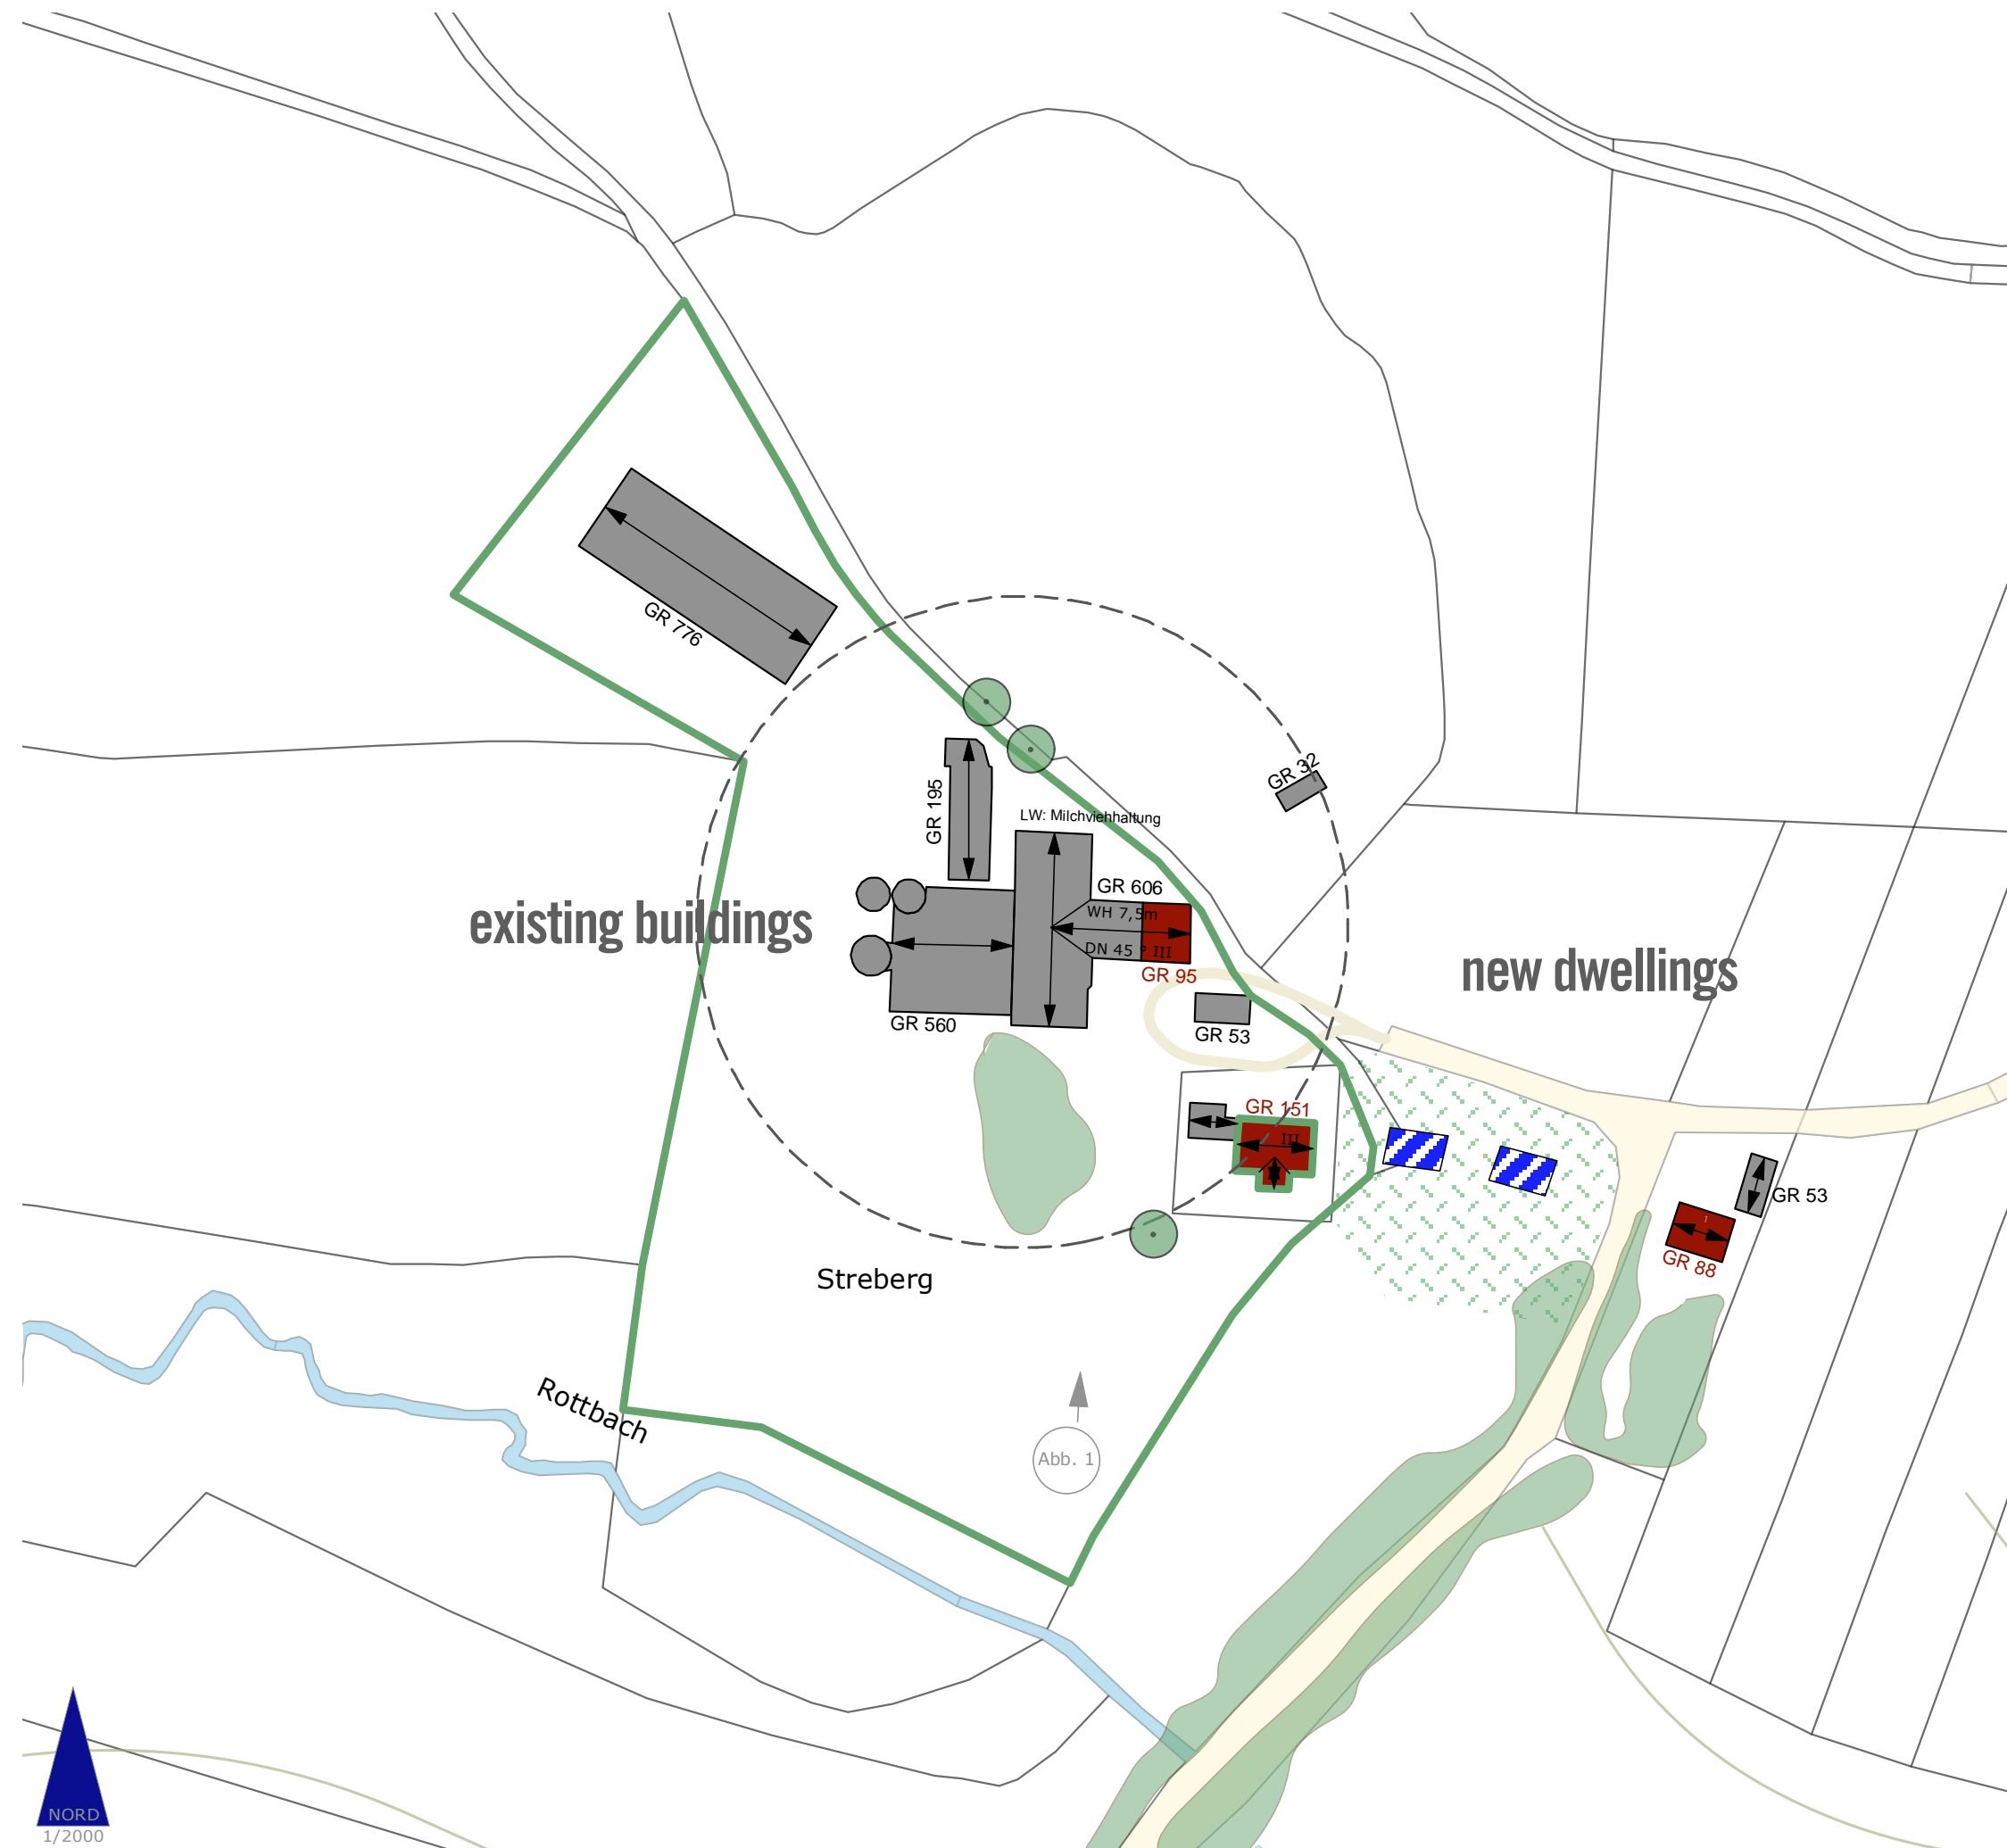 GR 776
GR 32
GR 195
LW: Milchviehhaltung
GR 606
existing buildings
WH 7,5m
DN 45 ° III
new dwellings
GR 95
GR 560
GR 53
GR 151
III
GR 53
1
GR 88
Streberg
Rottbach
Abb. 1
NORD
1/2000